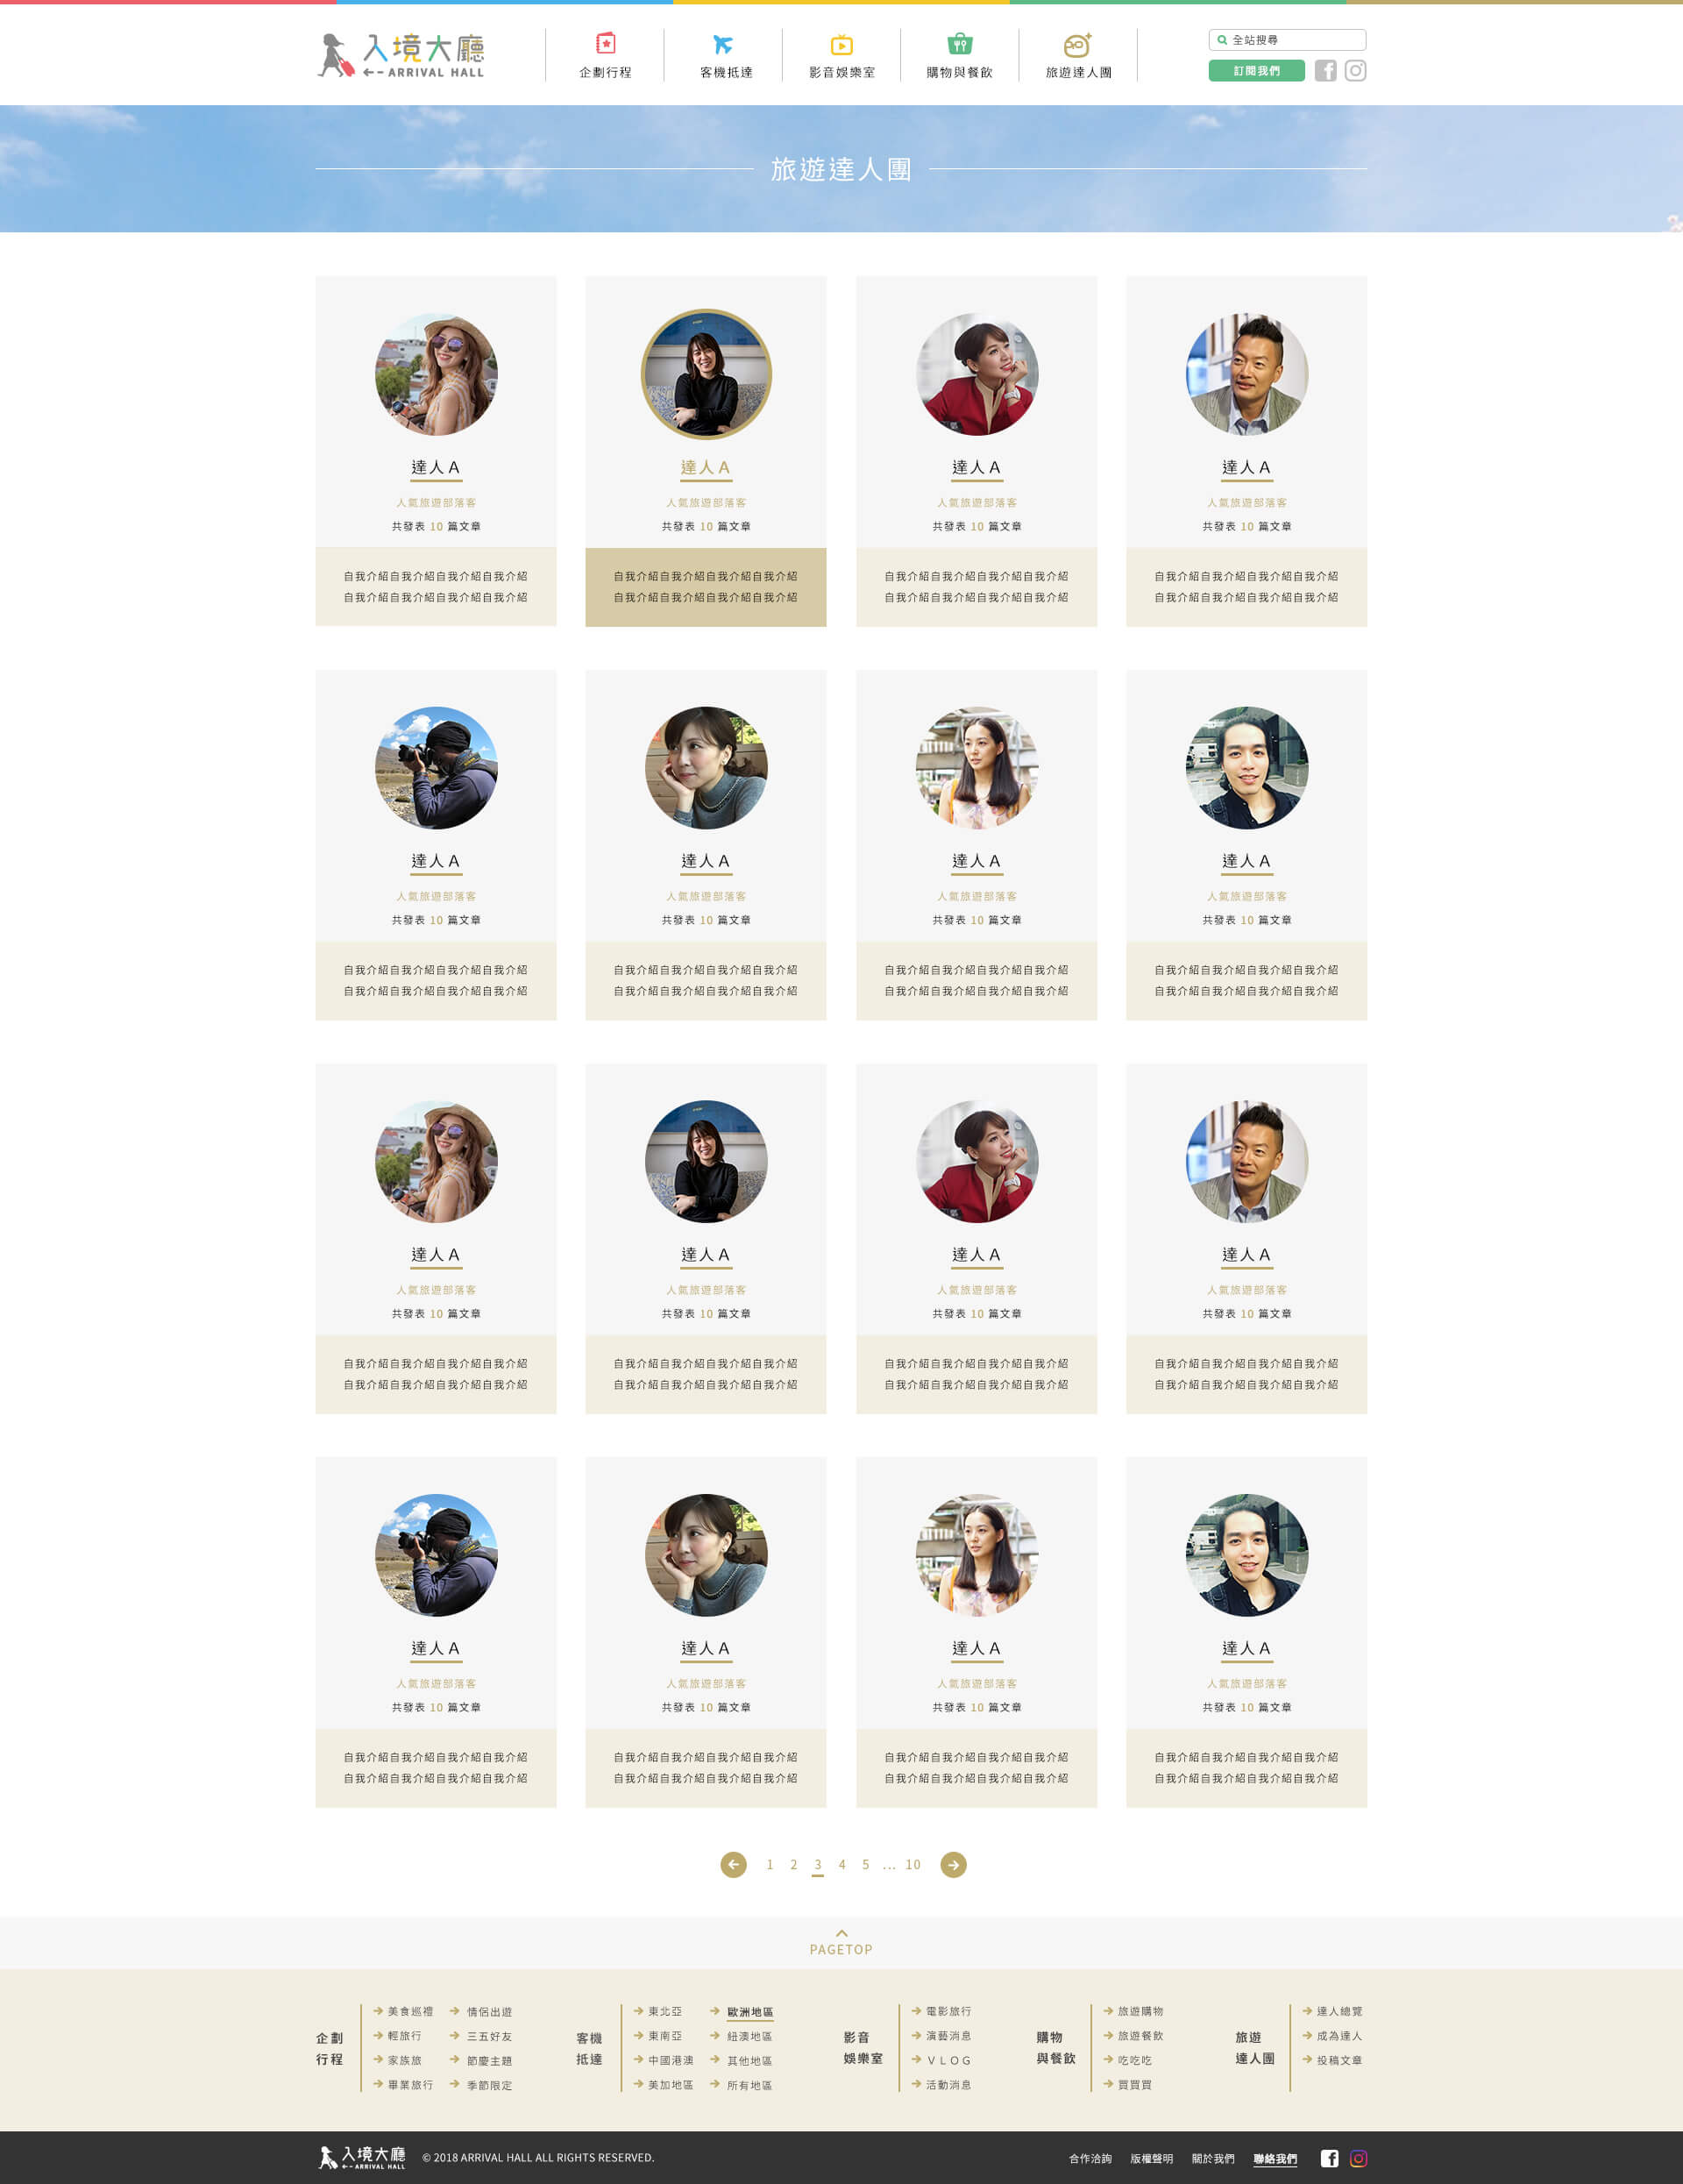 入境大廳
ARRIVAL HALL
企劃行程
客機抵達
影音娛樂室
購物與餐飲
旅遊達人團
全站搜尋
訂閱我們
旅遊達人團
達人A
達人A
達人A
達人A
人氣旅遊部落客
人氣旅遊部落客
人氣旅遊部落客
人氣旅遊部落客
共發表 10 篇文章
共發表 10 篇文章
共發表 10 篇文章
共發表 10 篇文章
自我介紹自我介紹自我介紹自我介紹
自我介紹自我介紹自我介紹自我介紹
自我介紹自我介紹自我介紹自我介紹
自我介紹自我介紹自我介紹自我介紹
自我介紹自我介紹自我介紹自我介紹
自我介紹自我介紹自我介紹自我介紹
自我介紹自我介紹自我介紹自我介紹
自我介紹自我介紹自我介紹自我介紹
達人A
達人A
達人A
達人A
人氣旅遊部落客
人氣旅遊部落客
人氣旅遊部落客
人氣旅遊部落客
共發表 10 篇文章
共發表 10 篇文章
共發表 10 篇文章
共發表 10 篇文章
自我介紹自我介紹自我介紹自我介紹
自我介紹自我介紹自我介紹自我介紹
自我介紹自我介紹自我介紹自我介紹
自我介紹自我介紹自我介紹自我介紹
自我介紹自我介紹自我介紹自我介紹
自我介紹自我介紹自我介紹自我介紹
自我介紹自我介紹自我介紹自我介紹
自我介紹自我介紹自我介紹自我介紹
達人A
達人A
達人A
達人A
人氣旅遊部落客
人氣旅遊部落客
人氣旅遊部落客
人氣旅遊部落客
共發表 10 篇文章
共發表 10 篇文章
共發表 10 篇文章
共發表 10 篇文章
自我介紹自我介紹自我介紹自我介紹
自我介紹自我介紹自我介紹自我介紹
自我介紹自我介紹自我介紹自我介紹
自我介紹自我介紹自我介紹自我介紹
自我介紹自我介紹自我介紹自我介紹
自我介紹自我介紹自我介紹自我介紹
自我介紹自我介紹自我介紹自我介紹
自我介紹自我介紹自我介紹自我介紹
達人A
達人A
達人A
達人A
人氣旅遊部落客
人氣旅遊部落客
人氣旅遊部落客
人氣旅遊部落客
共發表 10 篇文章
共發表 10 篇文章
共發表 10 篇文章
共發表 10 篇文章
自我介紹自我介紹自我介紹自我介紹
自我介紹自我介紹自我介紹自我介紹
自我介紹自我介紹自我介紹自我介紹
自我介紹自我介紹自我介紹自我介紹
自我介紹自我介紹自我介紹自我介紹
自我介紹自我介紹自我介紹自我介紹
自我介紹自我介紹自我介紹自我介紹
自我介紹自我介紹自我介紹自我介紹
1 2 3 4 5 ... 10
PAGETOP
企劃
行程
美食巡禮
輕旅行
家族旅
畢業旅行
情侶出遊
三五好友
節慶主題
季節限定
客機
抵達
東北亞
東南亞
中國港澳
美加地區
歐洲地區
紐澳地區
其他地區
所有地區
影音
娛樂室
電影旅行
演藝消息
VLOG
活動消息
購物
與餐飲
旅遊購物
旅遊餐飲
吃吃吃
買買買
旅遊
達人團
達人總覽
成為達人
投稿文章
入境大廳
ARRIVAL HALL
© 2018 ARRIVAL HALL ALL RIGHTS RESERVED.
合作洽詢
版權聲明
關於我們
聯絡我們